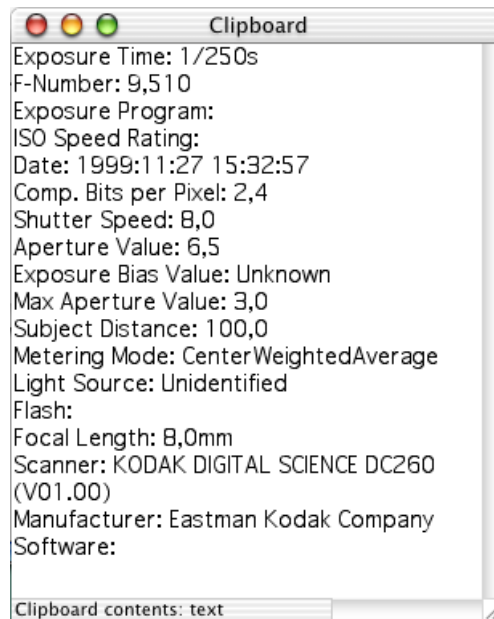 Clipboard
Exposure Time: 1/250s
F-Number: 9,510
Exposure Program:
ISO Speed Rating:
Date: 1999:11:27 15:32:57
Comp. Bits per Pixel: 2,4
Shutter Speed: 8,0
Aperture Value: 6,5
Exposure Bias Value: Unknown
Max Aperture Value: 3,0
Subject Distance: 100,0
Metering Mode: CenterWeightedAverage
Light Source: Unidentified
Flash:
Focal Length: 8,0mm
Scanner: KODAK DIGITAL SCIENCE DC260
(V01.00)
Manufacturer: Eastman Kodak Company
Software:
Clipboard contents: text